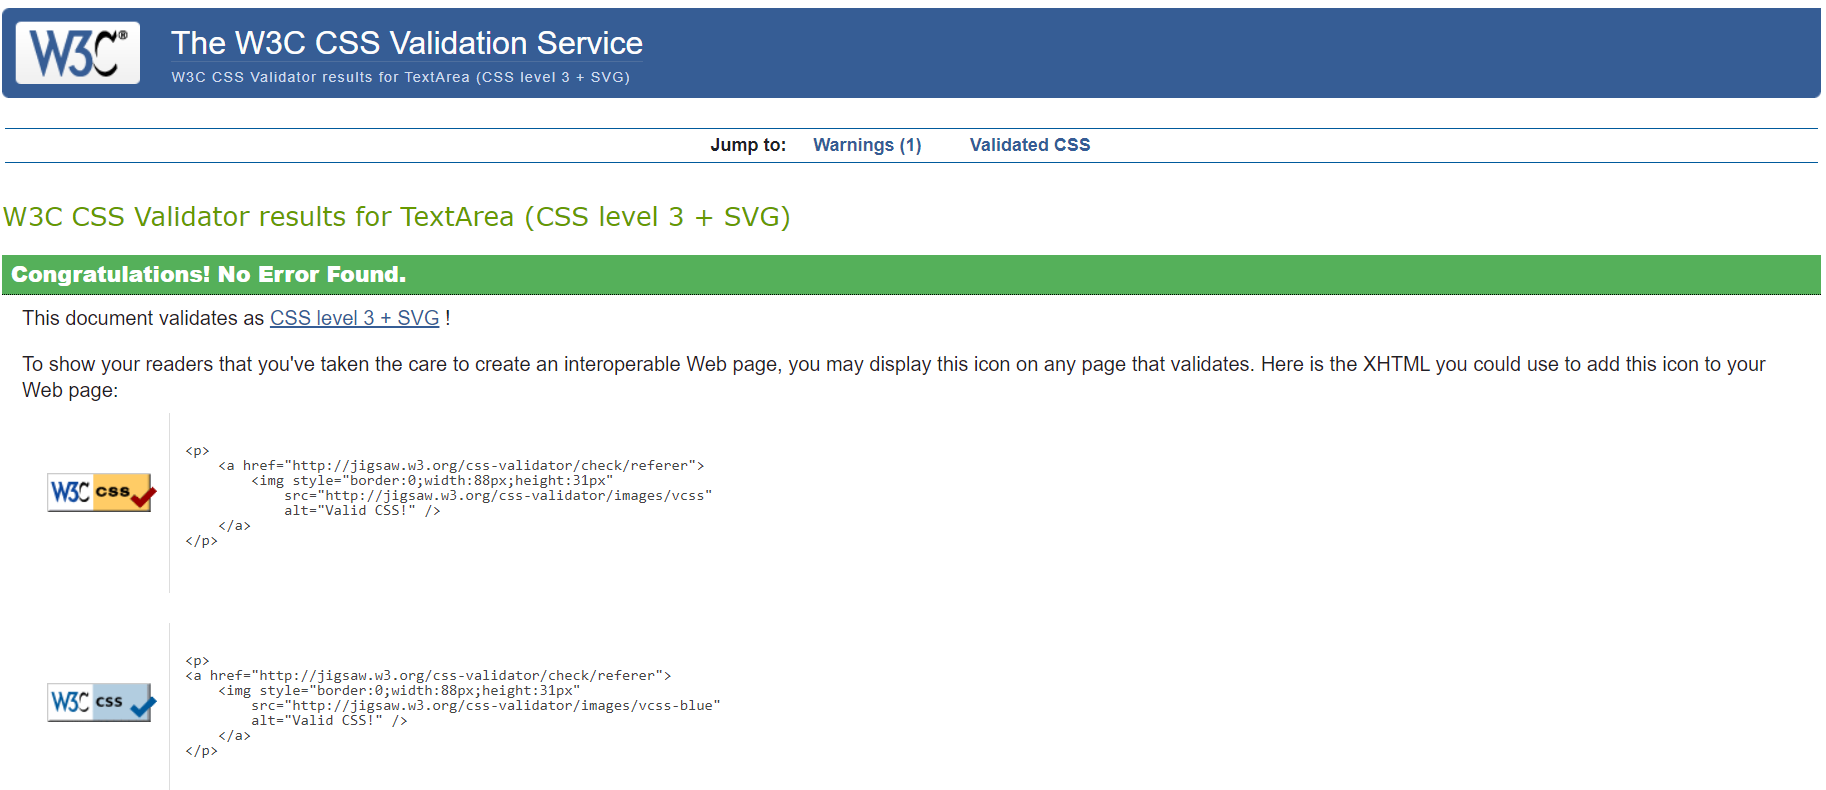 W3C®
The W3C CSS Validation Service
W3C CSS Validator results for TextArea (CSS level 3 + SVG)
Jump to: Warnings (1) Validated CSS
W3C CSS Validator results for TextArea (CSS level 3 + SVG)
Congratulations! No Error Found.
This document validates as CSS level 3 + SVG !
To show your readers that you've taken the care to create an interoperable Web page, you may display this icon on any page that validates. Here is the XHTML you could use to add this icon to your
Web page:
W3C css
<p>
    <a href="http://jigsaw.w3.org/css-validator/check/referer">
        <img style="border:0;width:88px;height:31px"
            src="http://jigsaw.w3.org/css-validator/images/vcss"
            alt="Valid CSS!" />
    </a>
</p>
W3C css
<p>
<a href="http://jigsaw.w3.org/css-validator/check/referer">
    <img style="border:0;width:88px;height:31px"
        src="http://jigsaw.w3.org/css-validator/images/vcss-blue"
        alt="Valid CSS!" />
    </a>
</p>